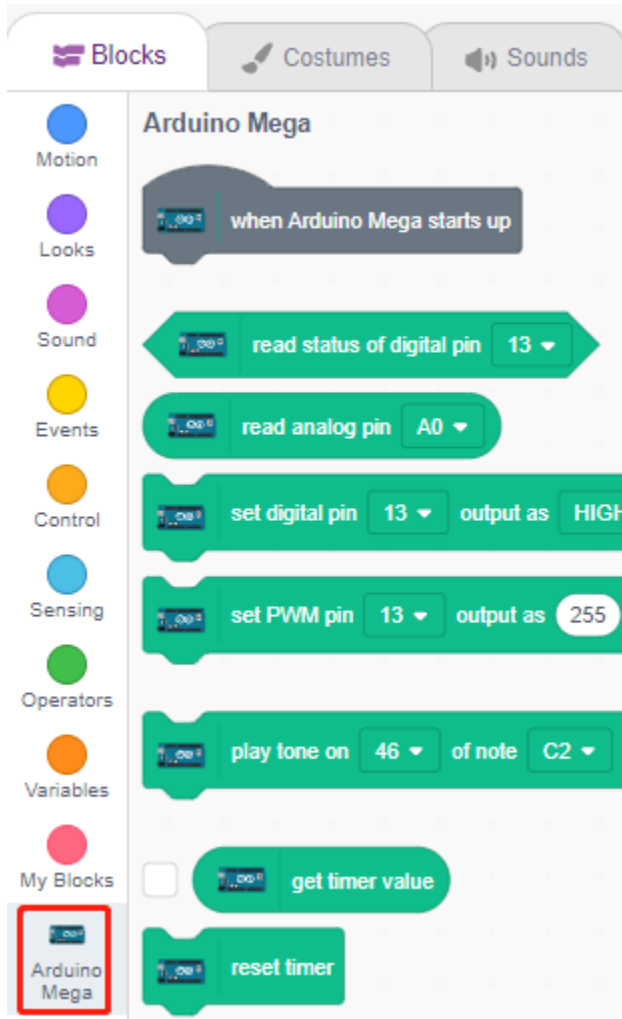 Blocks
Costumes
Sounds
Motion
Looks
Sound
Events
Control
Sensing
Operators
Variables
My Blocks
Arduino
Mega
Arduino Mega
when Arduino Mega starts up
read status of digital pin 13
read analog pin A0
set digital pin 13 output as HIGH
set PWM pin 13 output as 255
play tone on 46 of note C2
get timer value
reset timer